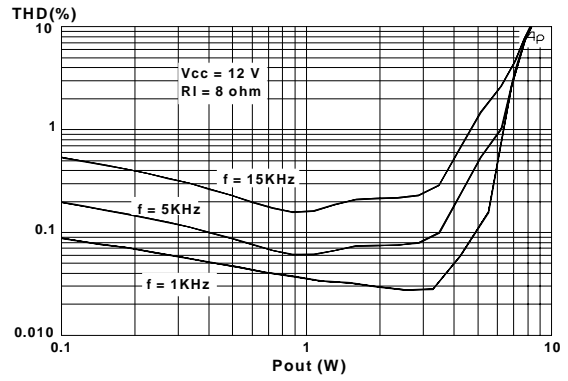 THD(%)
10
Vcc = 12 V
Rl = 8 ohm
1
f = 15KHz
f = 5KHz
0.1
f = 1KHz
0.010
0.1
1
10
Pout (W)